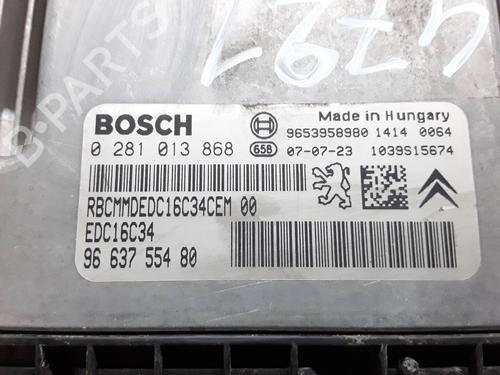 4791
BOSCH
Made in Hungary
9653958980 1414 0064
0 281 013 868 658 07-07-23 1039S15674
RBCMMDEDC16C34CEM 00
EDC16C34
96 637 554 80
B-PARTS